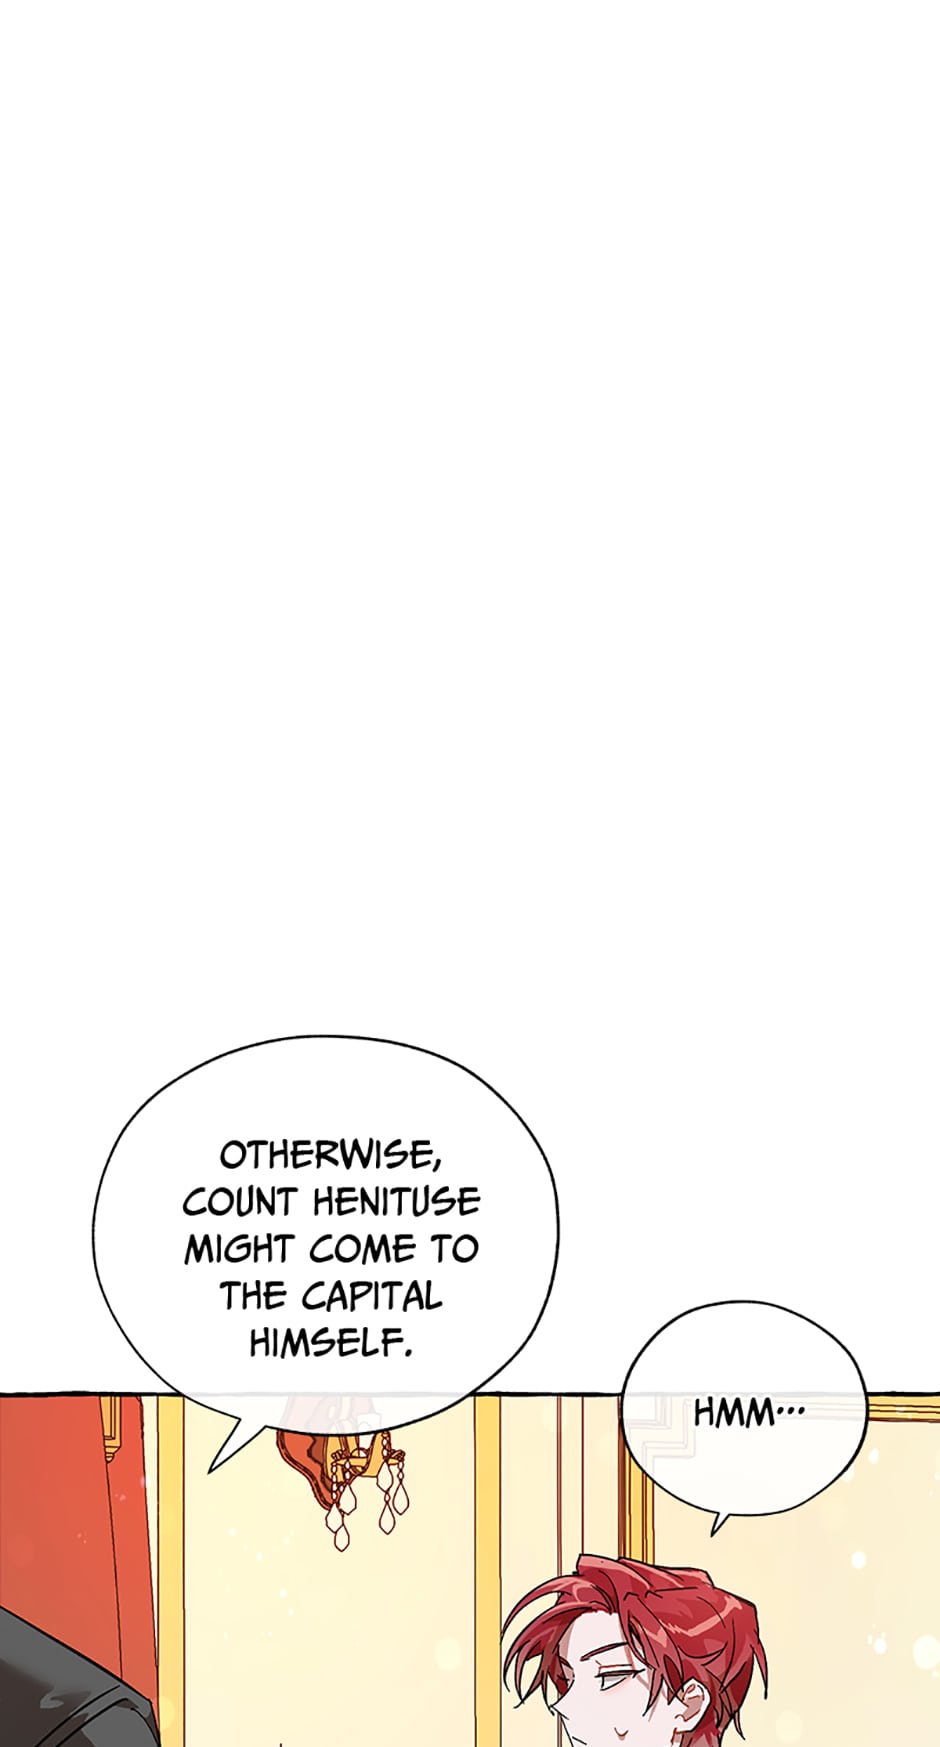 OTHERWISE,
COUNT HENITUSE
MIGHT COME TO
THE CAPITAL
HIMSELF.
HMM...